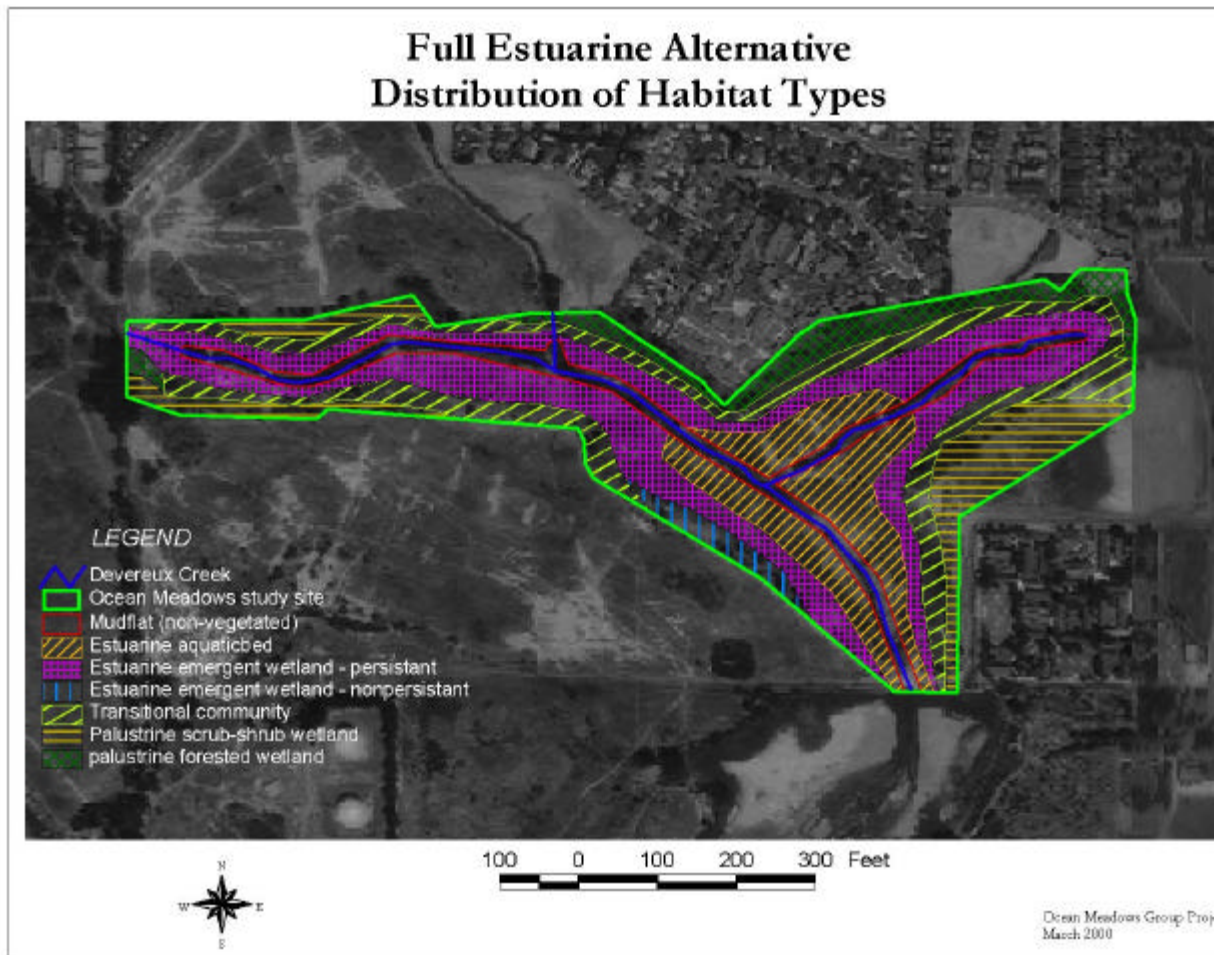 Full Estuarine Alternative
Distribution of Habitat Types
LEGEND
Devereux Creek
Ocean Meadows study site
Mudflat (non-vegetated)
Estuarine aquaticbed
Estuarine emergent wetland - persistant
Estuarine emergent wetland - nonpersistant
Transitional community
Palustrine scrub-shrub wetland
palustrine forested wetland
100 0 100 200 300 Feet
N
W E
S
Ocean Meadows Group Proj
March 2000